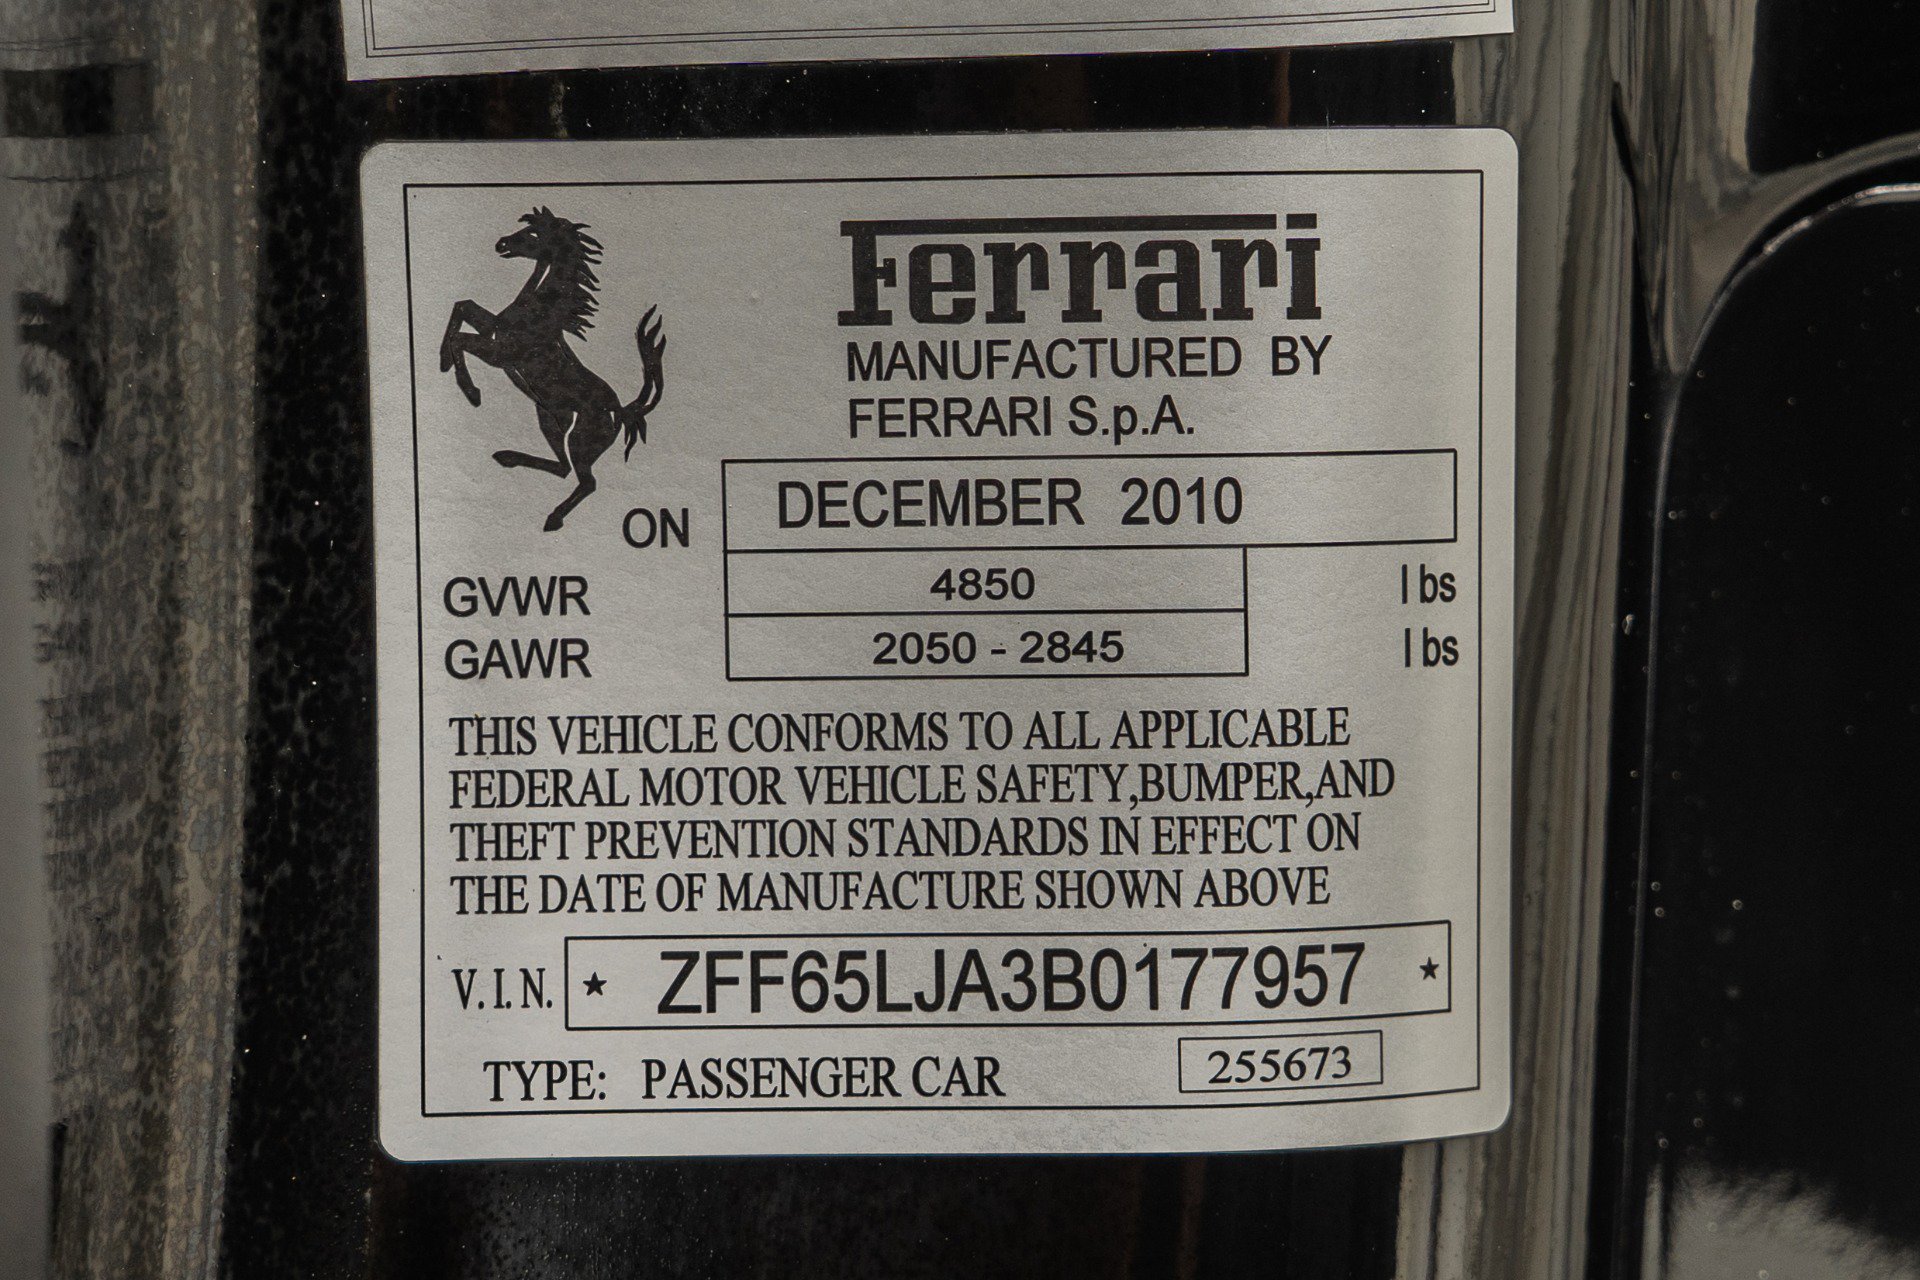 Ferrari
MANUFACTURED BY
FERRARI S.p.A.
ON DECEMBER 2010
GVWR 4850 lbs
GAWR 2050 - 2845 lbs
THIS VEHICLE CONFORMS TO ALL APPLICABLE
FEDERAL MOTOR VEHICLE SAFETY,BUMPER,AND
THEFT PREVENTION STANDARDS IN EFFECT ON
THE DATE OF MANUFACTURE SHOWN ABOVE
V.I.N. ★ ZFF65LJA3B0177957 ★
TYPE: PASSENGER CAR 255673